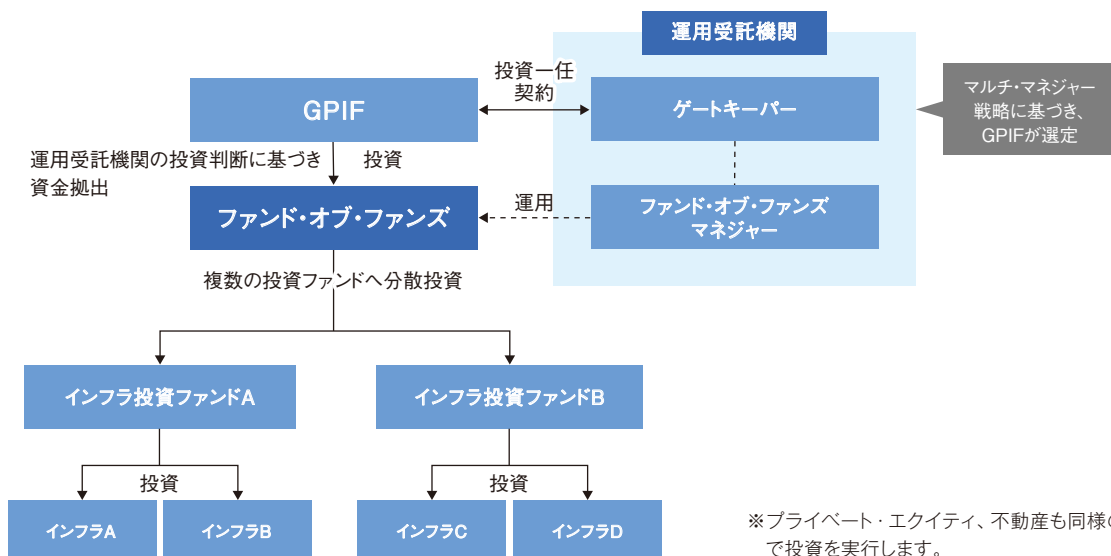 運用受託機関
投資一任
契約
GPIF
ゲートキーパー
マルチ・マネジャー
戦略に基づき、
GPIFが選定
運用受託機関の投資判断に基づき
資金拠出
投資
ファンド・オブ・ファンズ
運用
ファンド・オブ・ファンズ
マネジャー
複数の投資ファンドへ分散投資
インフラ投資ファンドA
インフラ投資ファンドB
投資
投資
インフラA
インフラB
インフラC
インフラD
※プライベート・エクイティ、不動産も同様の
で投資を実行します。